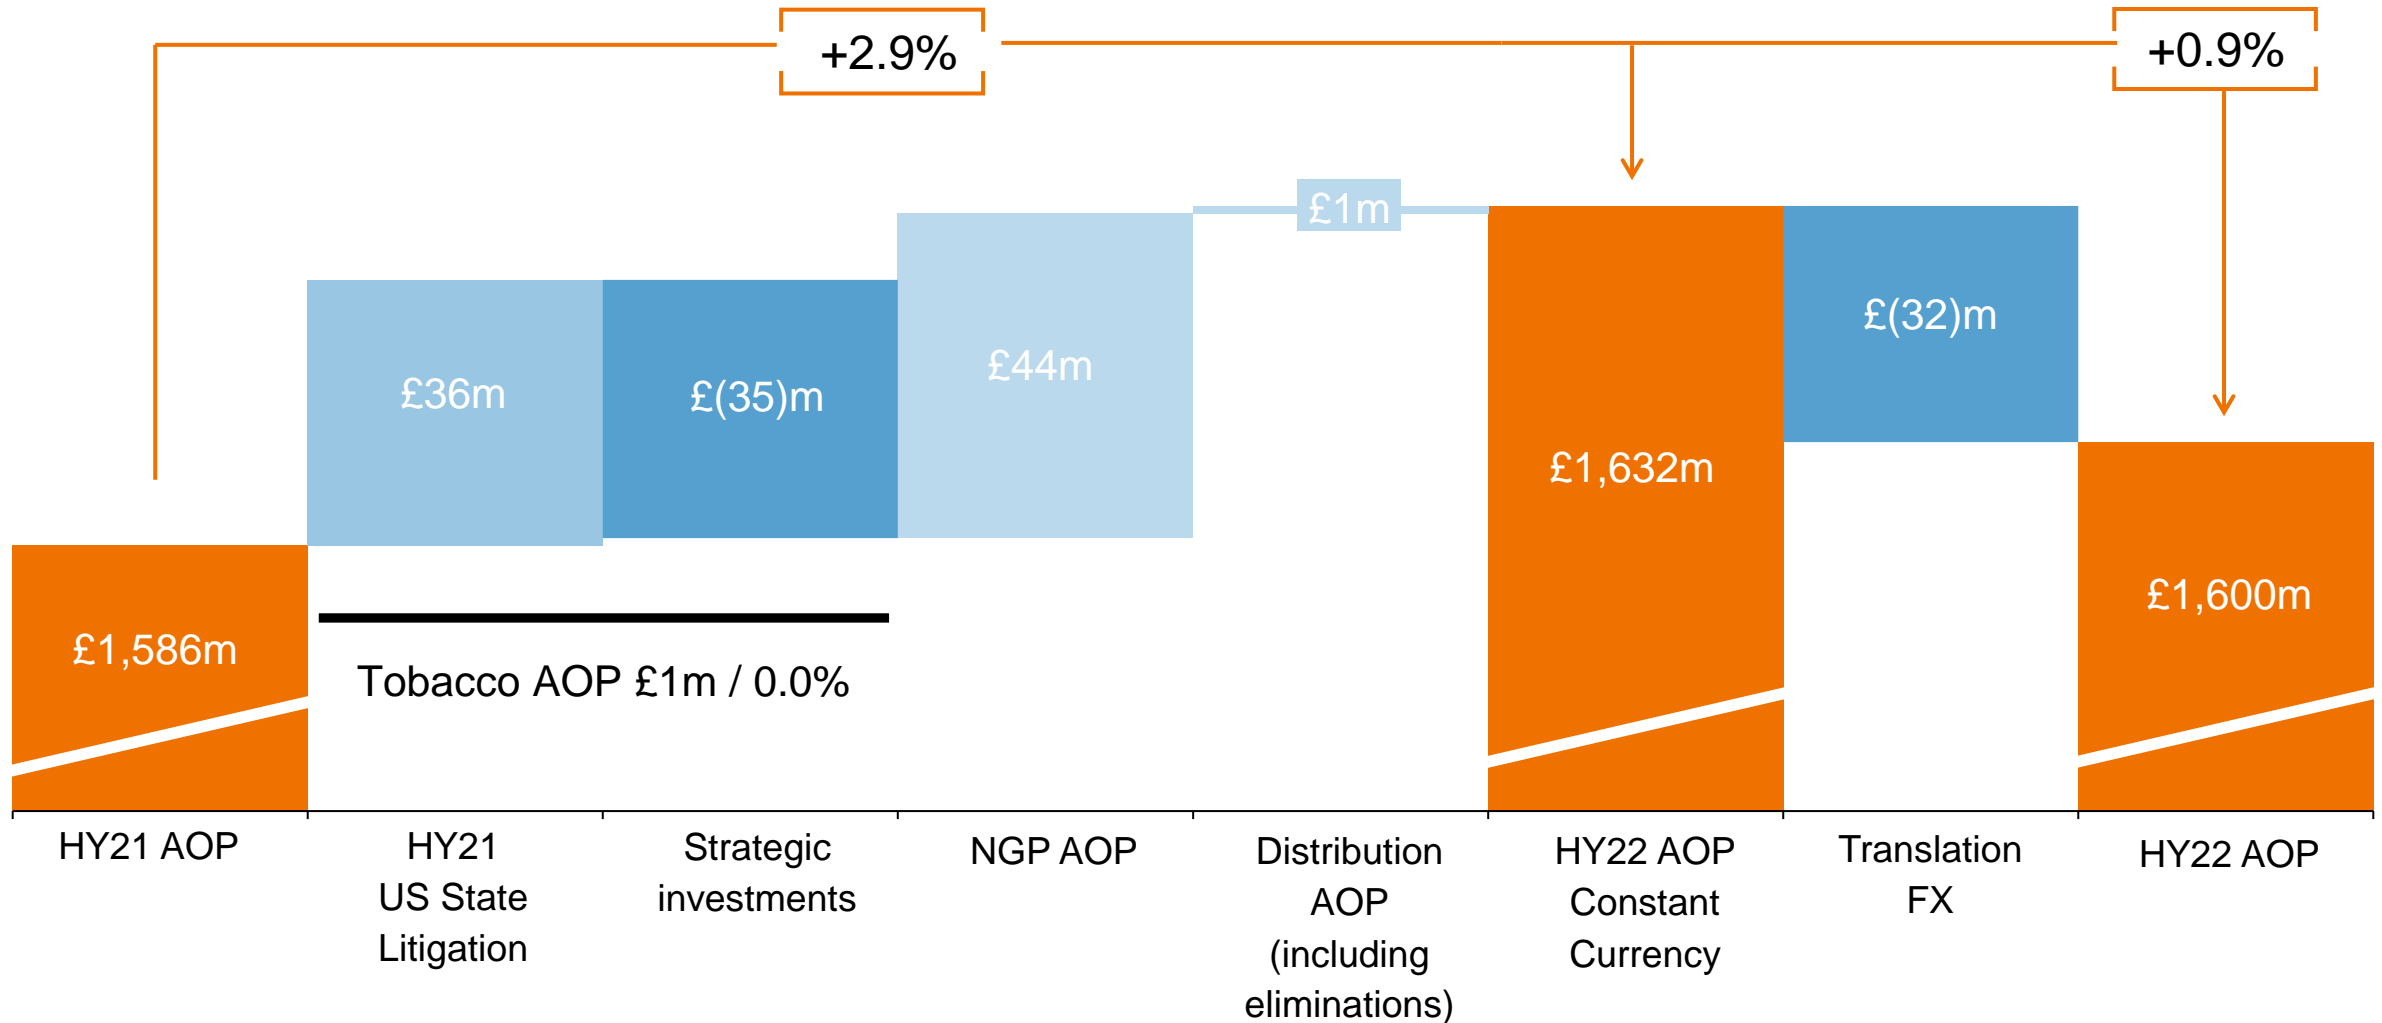 +2.9%
+0.9%
£1m
£36m
£(35)m
£44m
£1,632m
£(32)m
£1,586m
£1,600m
Tobacco AOP £1m / 0.0%
HY21 AOP
HY21
US State
Litigation
Strategic
investments
NGP AOP
Distribution
AOP
(including
eliminations)
HY22 AOP
Constant
Currency
Translation
FX
HY22 AOP